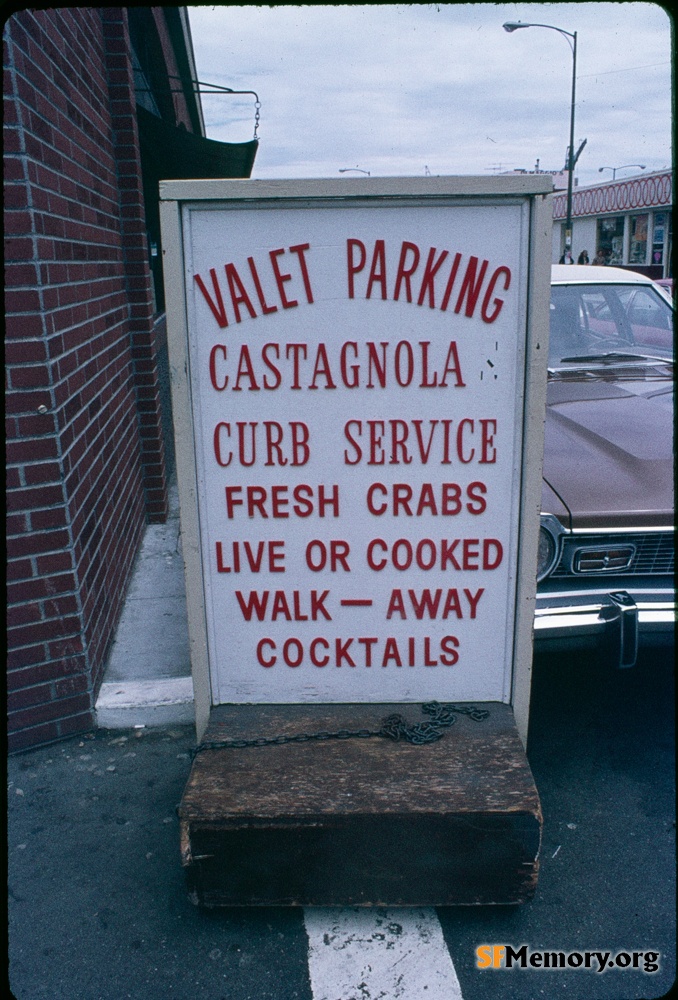 VALET PARKING
CASTAGNOLA
CURB SERVICE
FRESH CRABS
LIVE OR COOKED
WALK — AWAY
COCKTAILS
SFMemory.org